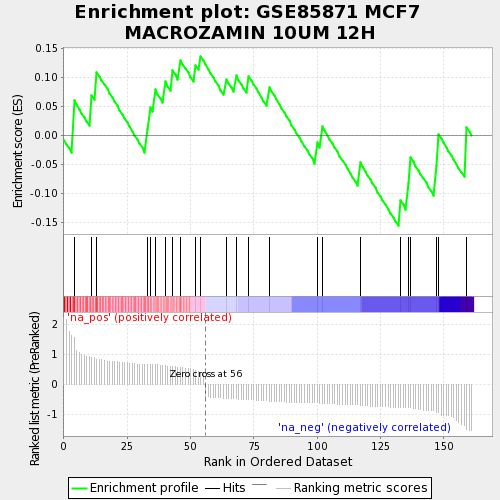 Enrichment plot: GSE85871 MCF7
MACROZAMIN 10UM 12H
Enrichment score (ES)
0.15
0.10
0.05
0.00
-0.05
-0.10
-0.15
'na_pos' (positively correlated)
Ranked list metric (PreRanked)
2
1
0
-1
Zero cross at 56
'na_neg' (negatively correlated)
0
25
50
75
100
125
150
Rank in Ordered Dataset
Enrichment profile
Hits
Ranking metric scores